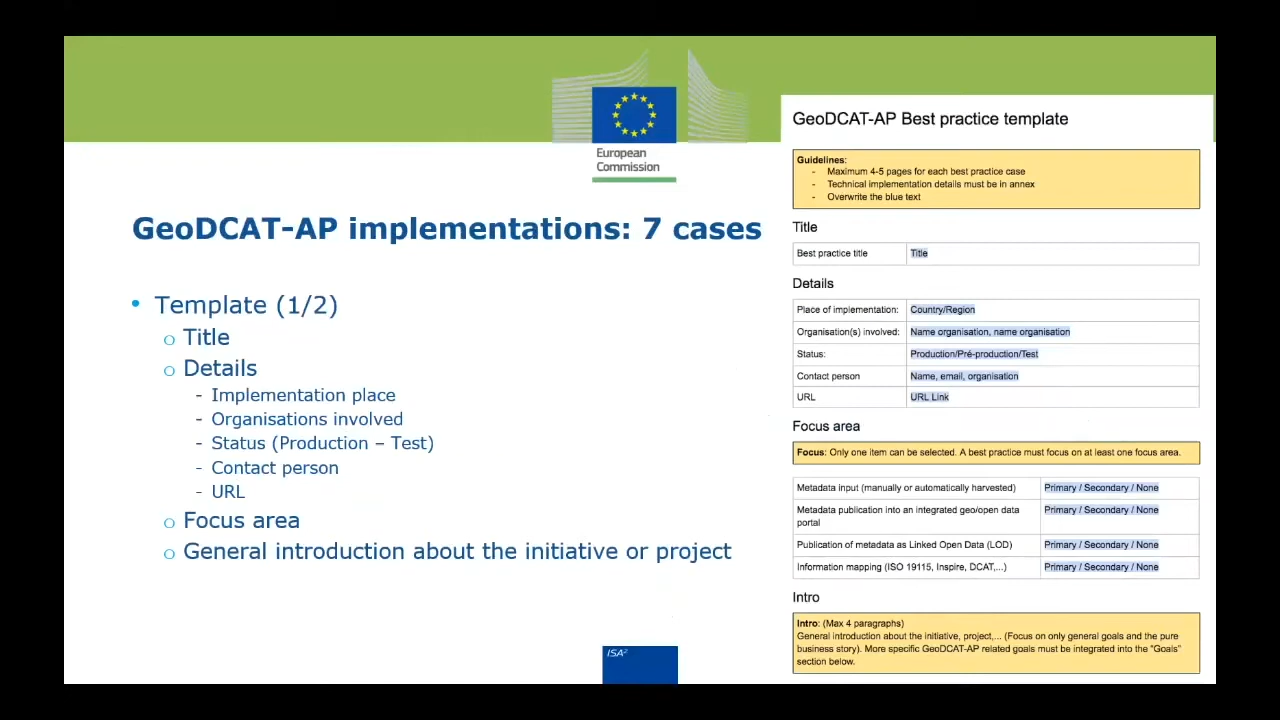 European
Commission
GeoDCAT-AP implementations: 7 cases
• Template (1/2)
o Title
o Details
- Implementation place
- Organisations involved
- Status (Production – Test)
- Contact person
- URL
o Focus area
o General introduction about the initiative or project
ISA²
GeoDCAT-AP Best practice template
Guidelines:
- Maximum 4-5 pages for each best practice case
- Technical implementation details must be in annex
- Overwrite the blue text
Title
Best practice title Title
Details
Place of implementation: Country/Region
Organisation(s) involved: Name organisation, name organisation
Status: Production/Pré-production/Test
Contact person Name, email, organisation
URL URL Link
Focus area
Focus: Only one item can be selected. A best practice must focus on at least one focus area.
Metadata input (manually or automatically harvested) Primary / Secondary / None
Metadata publication into an integrated geo/open data Primary / Secondary / None
portal
Publication of metadata as Linked Open Data (LOD) Primary / Secondary / None
Information mapping (ISO 19115, Inspire, DCAT,...) Primary / Secondary / None
Intro
Intro: (Max 4 paragraphs)
General introduction about the initiative, project,... (Focus on only general goals and the pure
business story). More specific GeoDCAT-AP related goals must be integrated into the "Goals"
section below.